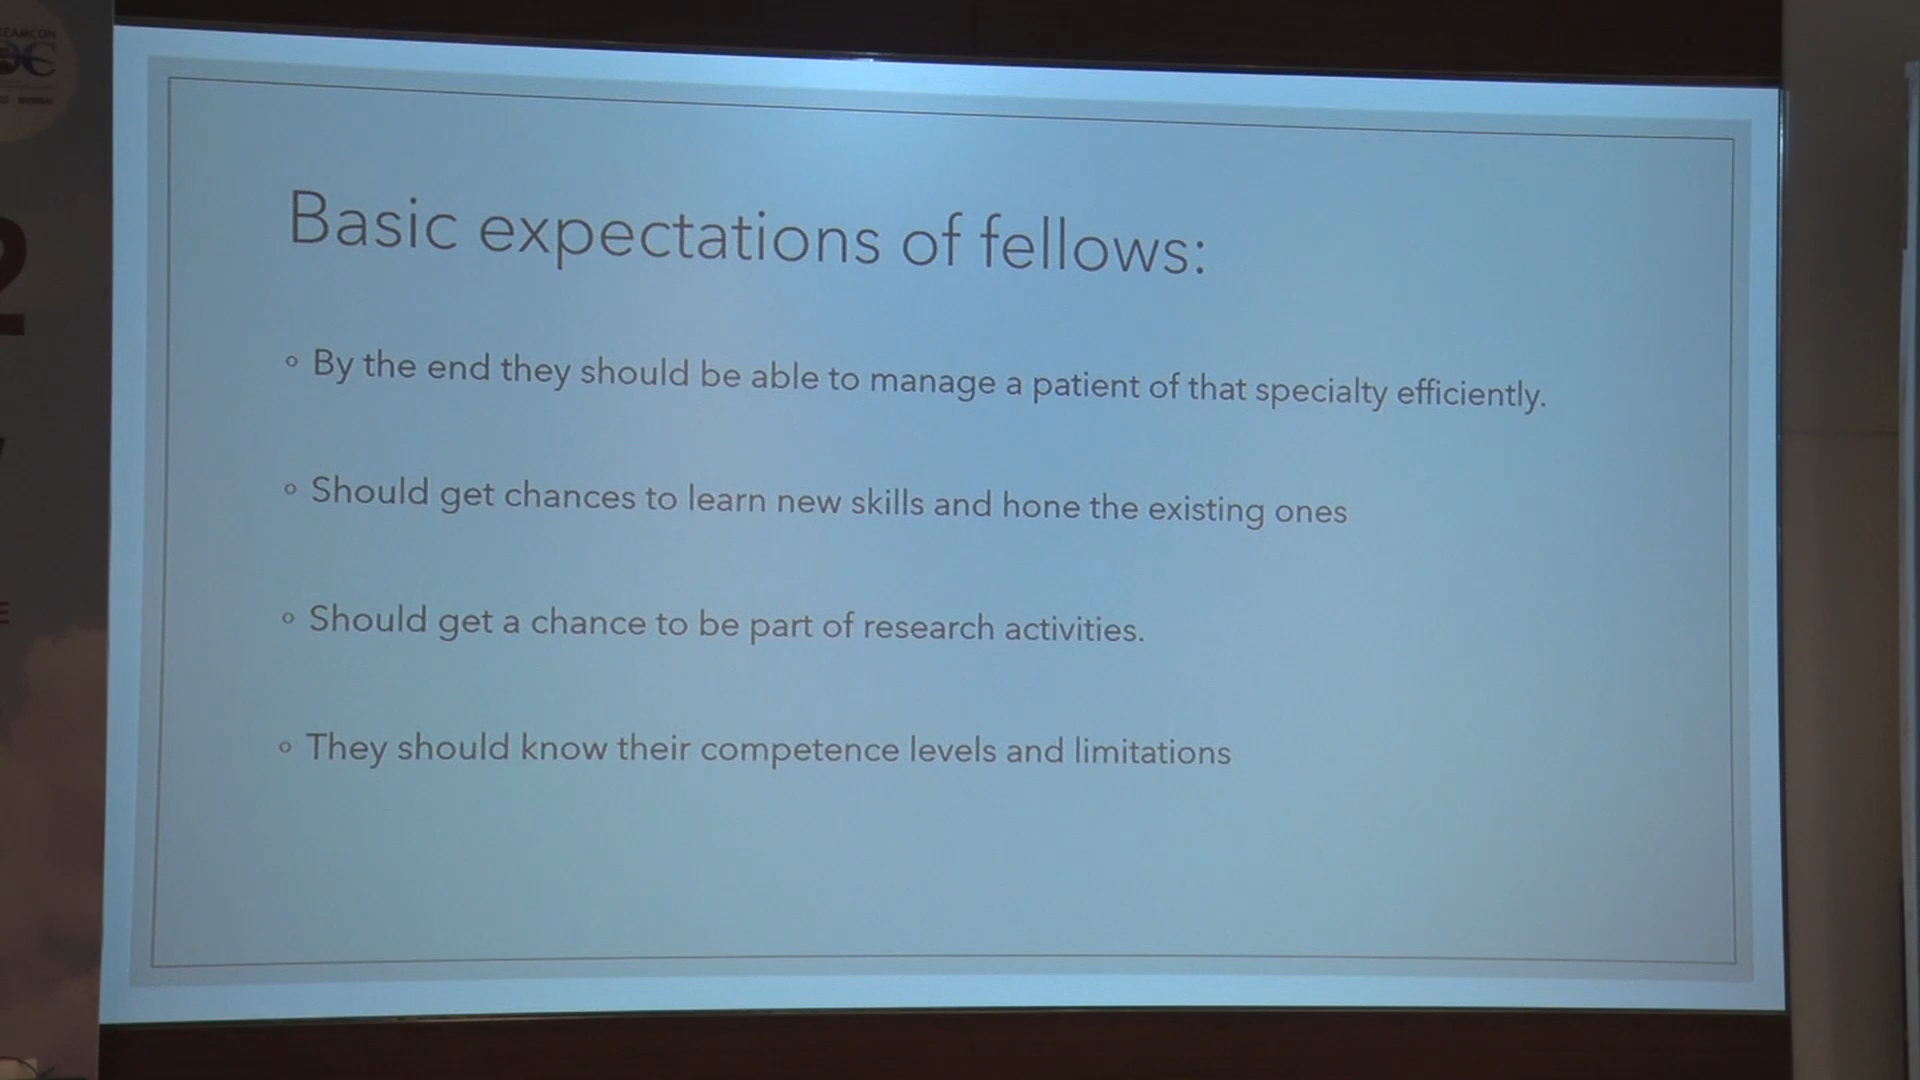 Basic expectations of fellows:
By the end they should be able to manage a patient of that specialty efficiently.
Should get chances to learn new skills and hone the existing ones
Should get a chance to be part of research activities.
They should know their competence levels and limitations
2
E